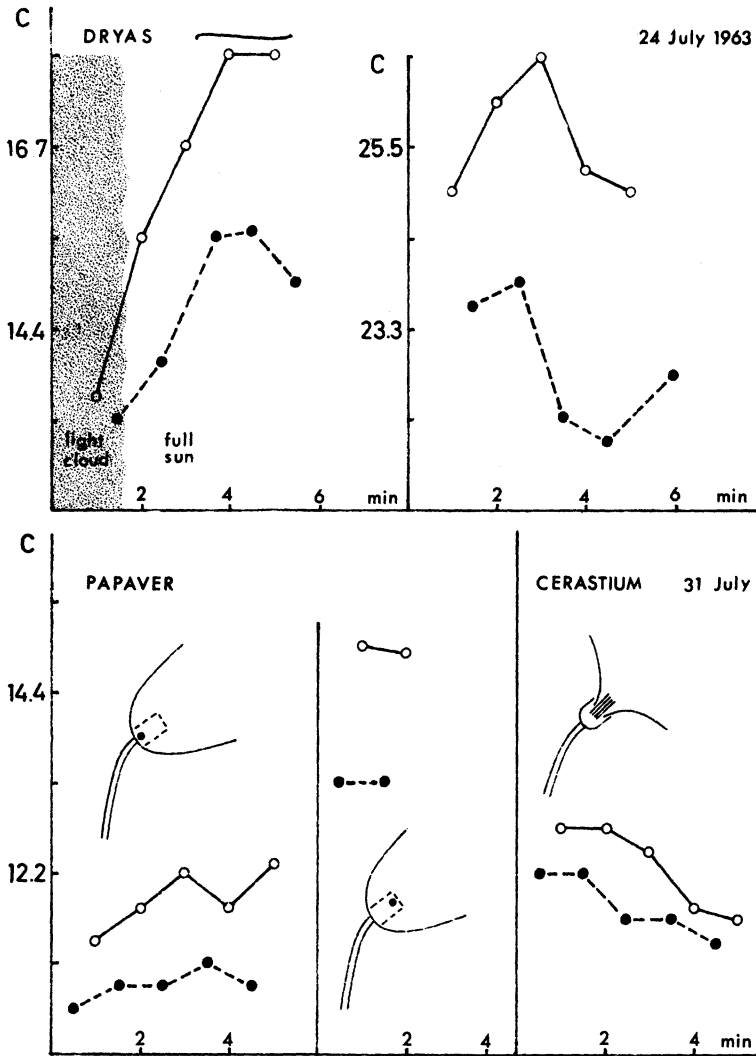 C
DRYAS
24 July 1963
16.7
14.4
light cloud
full sun
2 4 6 min
C
25.5
23.3
2 4 6 min
C
PAPAVER
CERASTIUM 31 July
14.4
12.2
2 4
2 4
2 min